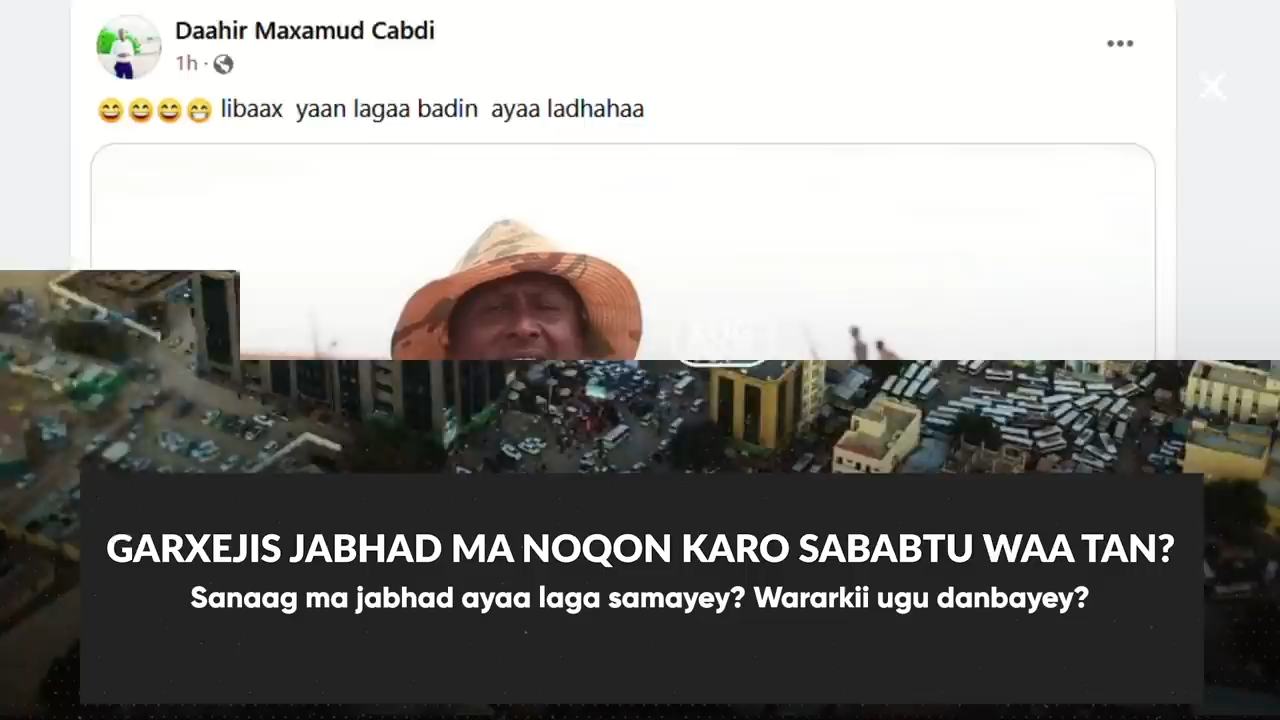 Daahir Maxamud Cabdi
1h ·
😄😄😄😁 libaax yaan lagaa badin ayaa ladhahaa
GARXEJIS JABHAD MA NOQON KARO SABABTU WAA TAN?
Sanaag ma jabhad ayaa laga samayey? Wararkii ugu danbayey?